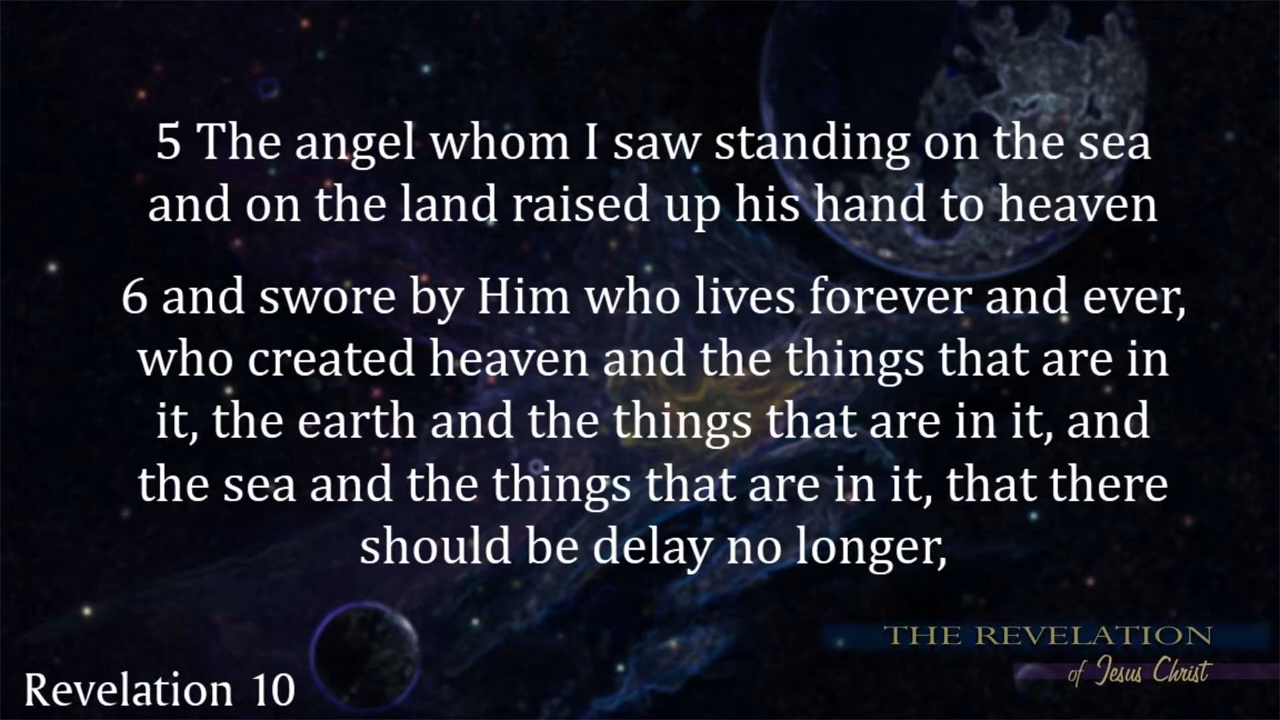 5 The angel whom I saw standing on the sea
and on the land raised up his hand to heaven
6 and swore by Him who lives forever and ever,
who created heaven and the things that are in
it, the earth and the things that are in it, and
the sea and the things that are in it, that there
should be delay no longer,
THE REVELATION
of Jesus Christ
Revelation 10